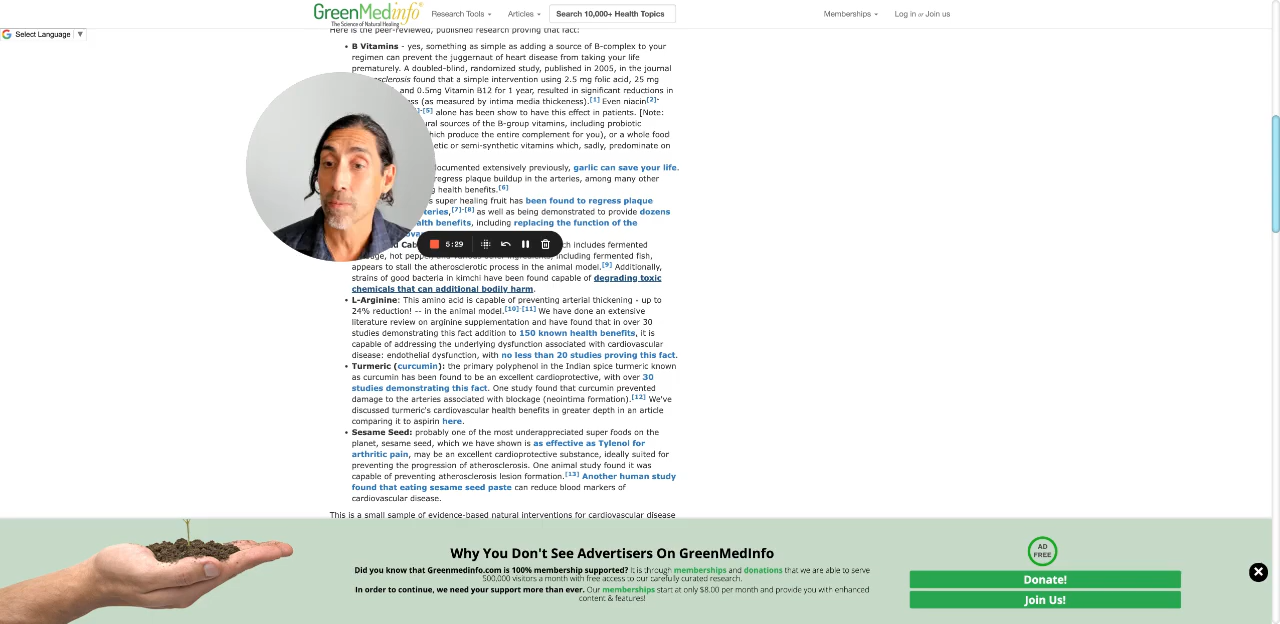 GreenMedinfo®
The Science of Natural Healing
Research Tools
Articles
Search 10,000+ Health Topics
Memberships
Log In or Join us
Select Language ▼
Here is the peer-reviewed, published research proving that fact:
• B Vitamins - yes, something as simple as adding a source of B-complex to your
regimen can prevent the juggernaut of heart disease from taking your life
prematurely. A doubled-blind, randomized study, published in 2005, in the journal
found that a simple intervention using 2.5 mg folic acid, 25 mg
and 0.5mg Vitamin B12 for 1 year, resulted in significant reductions in
(as measured by intima media thickness).[1] Even niacin[2]-
[5] alone has been show to have this effect in patients. [Note:
sources of the B-group vitamins, including probiotic
produce the entire complement for you), or a whole food
or semi-synthetic vitamins which, sadly, predominate on
extensively previously, garlic can save your life.
regress plaque buildup in the arteries, among many other
health benefits.[6]
super healing fruit has been found to regress plaque
[7]-[8] as well as being demonstrated to provide dozens
including replacing the function of the
includes fermented
hot
including fermented fish,
appears to stall the atherosclerotic process in the animal model.[9] Additionally,
strains of good bacteria in kimchi have been found capable of degrading toxic
chemicals that can additional bodily harm.
• L-Arginine: This amino acid is capable of preventing arterial thickening - up to
24% reduction! -- in the animal model.[10]-[11] We have done an extensive
literature review on arginine supplementation and have found that in over 30
studies demonstrating this fact addition to 150 known health benefits, it is
capable of addressing the underlying dysfunction associated with cardiovascular
disease: endothelial dysfunction, with no less than 20 studies proving this fact.
• Turmeric (curcumin): the primary polyphenol in the Indian spice turmeric known
as curcumin has been found to be an excellent cardioprotective, with over 30
studies demonstrating this fact. One study found that curcumin prevented
damage to the arteries associated with blockage (neointima formation).[12] We've
discussed turmeric's cardiovascular health benefits in greater depth in an article
comparing it to aspirin here.
• Sesame Seed: probably one of the most underappreciated super foods on the
planet, sesame seed, which we have shown is as effective as Tylenol for
arthritic pain, may be an excellent cardioprotective substance, ideally suited for
preventing the progression of atherosclerosis. One animal study found it was
capable of preventing atherosclerosis lesion formation.[13] Another human study
found that eating sesame seed paste can reduce blood markers of
cardiovascular disease.
This is a small sample of evidence-based natural interventions for cardiovascular disease
5:29
Why You Don't See Advertisers On GreenMedInfo
Did you know that Greenmedinfo.com is 100% membership supported? It is through memberships and donations that we are able to serve
500,000 visitors a month with free access to our carefully curated research.
In order to continue, we need your support more than ever. Our memberships start at only $8.00 per month and provide you with enhanced
content & features!
AD
FREE
Donate!
Join Us!